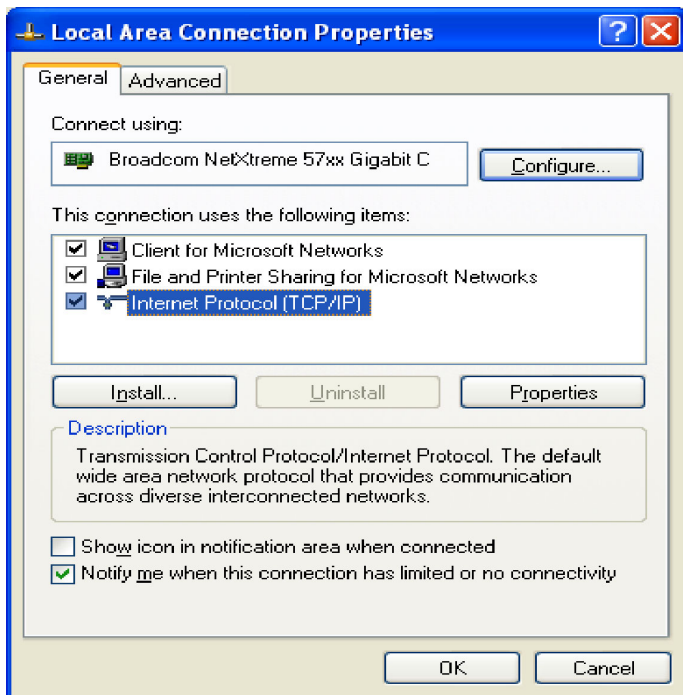 Local Area Connection Properties
General
Advanced
Connect using:
Broadcom NetXtreme 57xx Gigabit C
Configure...
This connection uses the following items:
Client for Microsoft Networks
File and Printer Sharing for Microsoft Networks
Internet Protocol (TCP/IP)
Install...
Uninstall
Properties
Description
Transmission Control Protocol/Internet Protocol. The default
wide area network protocol that provides communication
across diverse interconnected networks.
Show icon in notification area when connected
Notify me when this connection has limited or no connectivity
OK
Cancel